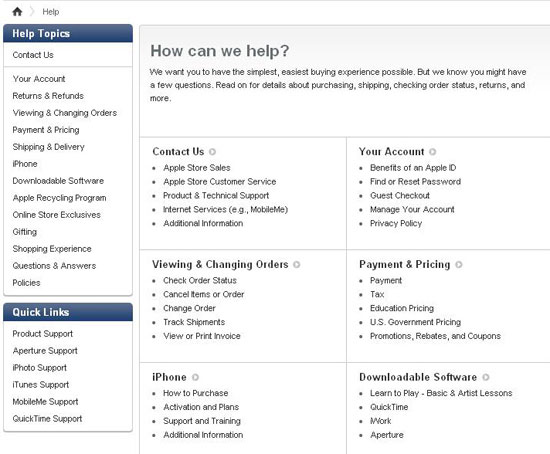 Help
Help Topics
Contact Us
Your Account
Returns & Refunds
Viewing & Changing Orders
Payment & Pricing
Shipping & Delivery
iPhone
Downloadable Software
Apple Recycling Program
Online Store Exclusives
Gifting
Shopping Experience
Questions & Answers
Policies
Quick Links
Product Support
Aperture Support
iPhoto Support
iTunes Support
MobileMe Support
QuickTime Support
How can we help?
We want you to have the simplest, easiest buying experience possible. But we know you might have
a few questions. Read on for details about purchasing, shipping, checking order status, returns, and
more.
Contact Us
Apple Store Sales
Apple Store Customer Service
Product & Technical Support
Internet Services (e.g., MobileMe)
Additional Information
Your Account
Benefits of an Apple ID
Find or Reset Password
Guest Checkout
Manage Your Account
Privacy Policy
Viewing & Changing Orders
Check Order Status
Cancel Items or Order
Change Order
Track Shipments
View or Print Invoice
Payment & Pricing
Payment
Tax
Education Pricing
U.S. Government Pricing
Promotions, Rebates, and Coupons
iPhone
How to Purchase
Activation and Plans
Support and Training
Additional Information
Downloadable Software
Learn to Play - Basic & Artist Lessons
QuickTime
iWork
Aperture